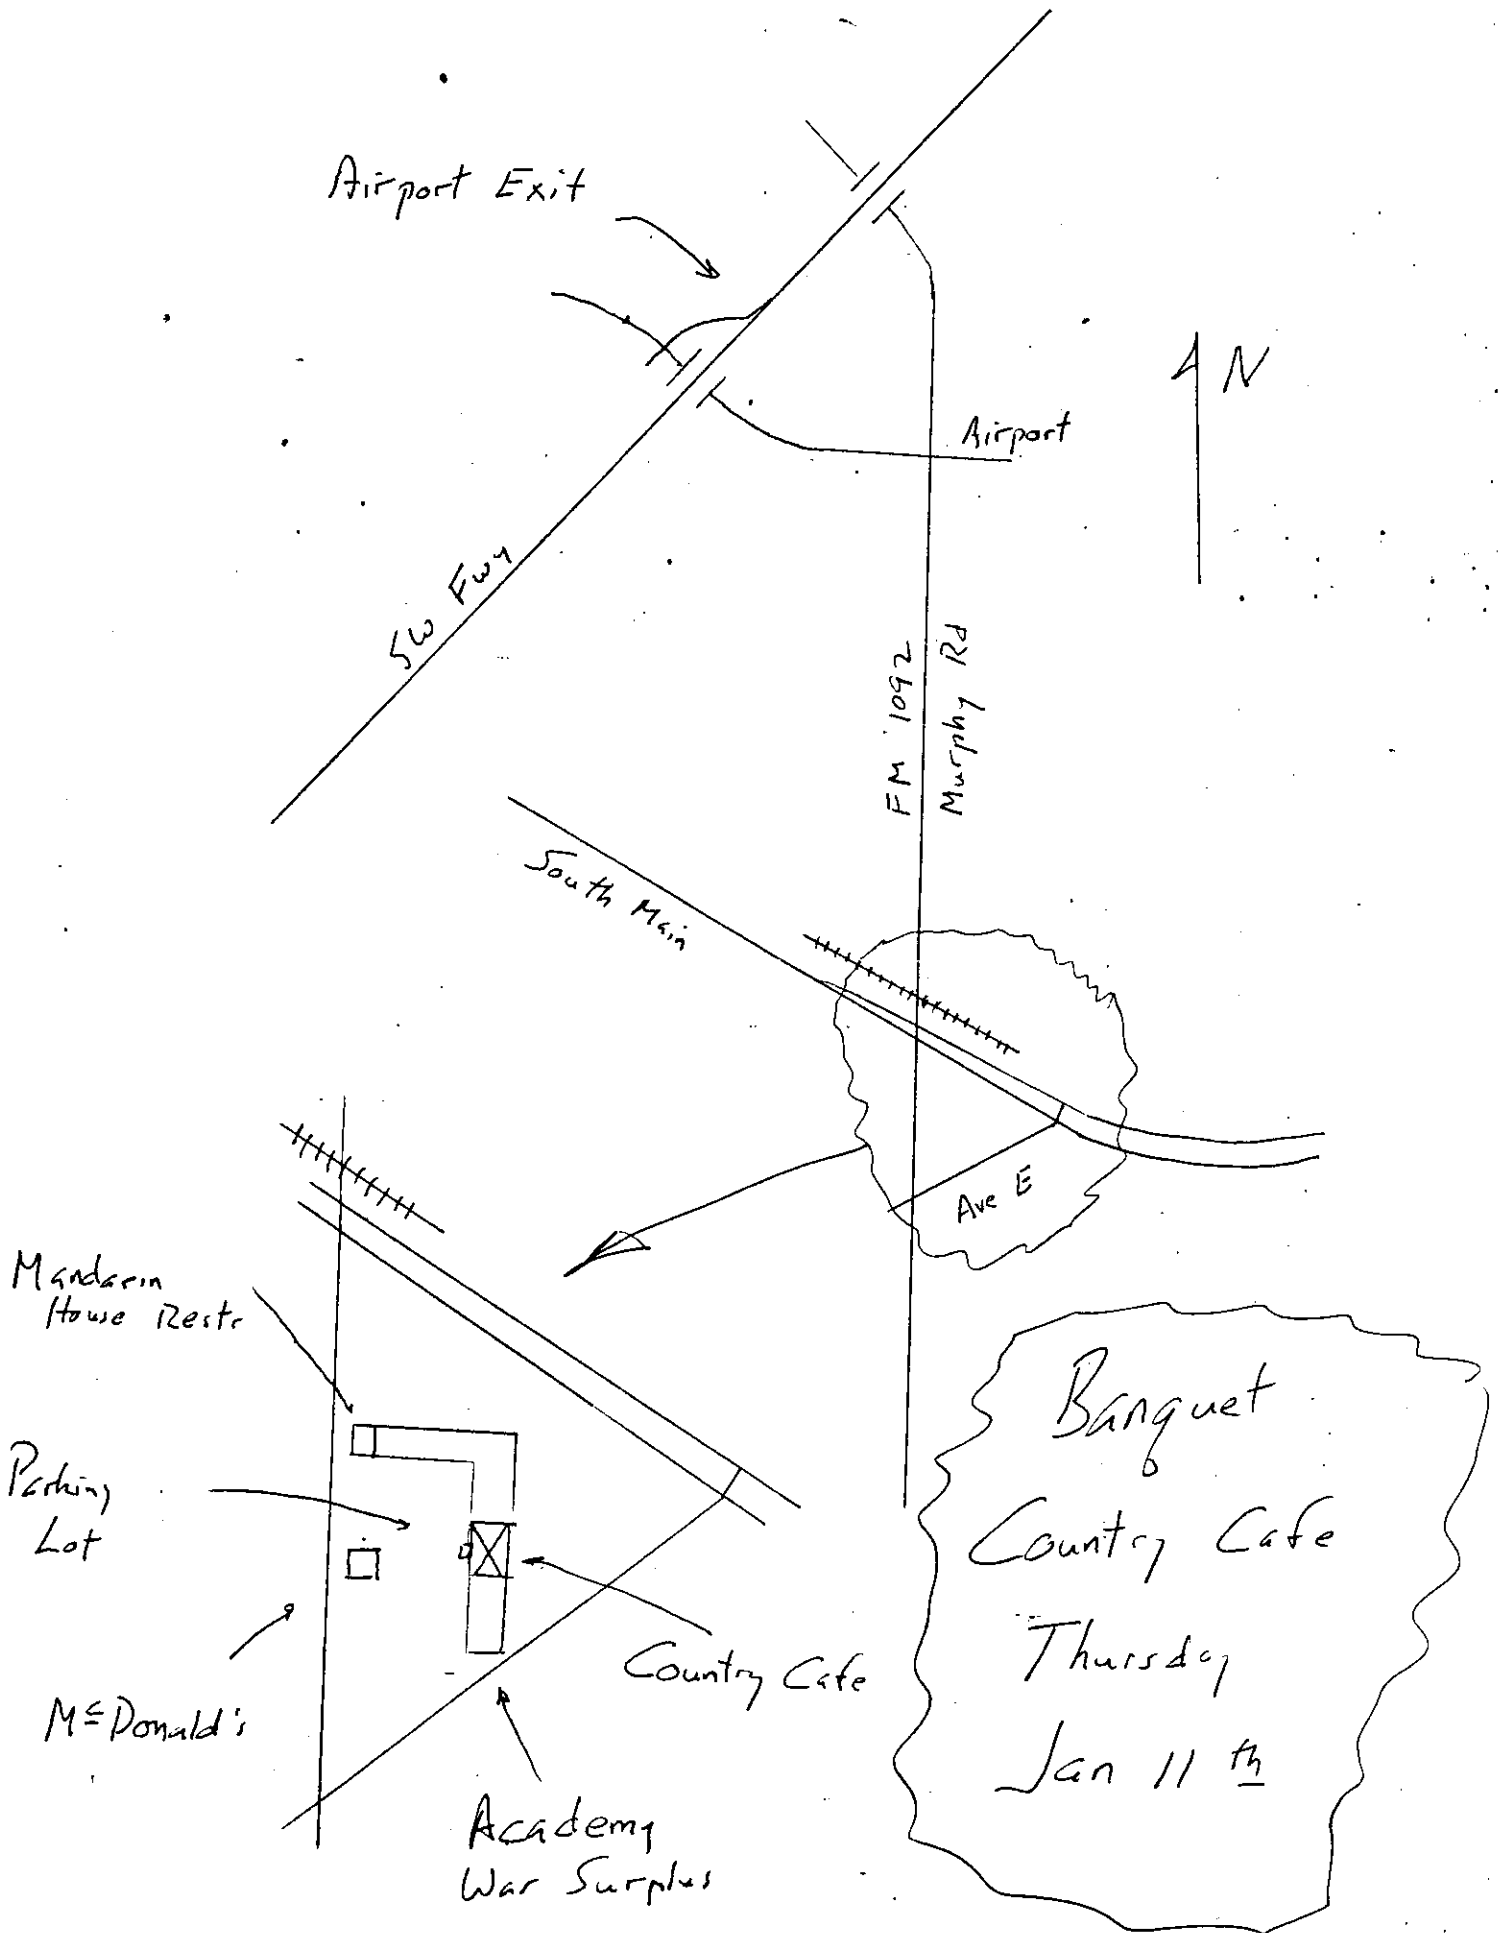 Airport Exit
N
Airport
SW Fwy
FM 1092
Murphy Rd
South Main
Ave E
Mandarin
House Restr
Parking
Lot
McDonald's
Country Cafe
Academy
War Surplus
Banquet
Country Cafe
Thursday
Jan 11th